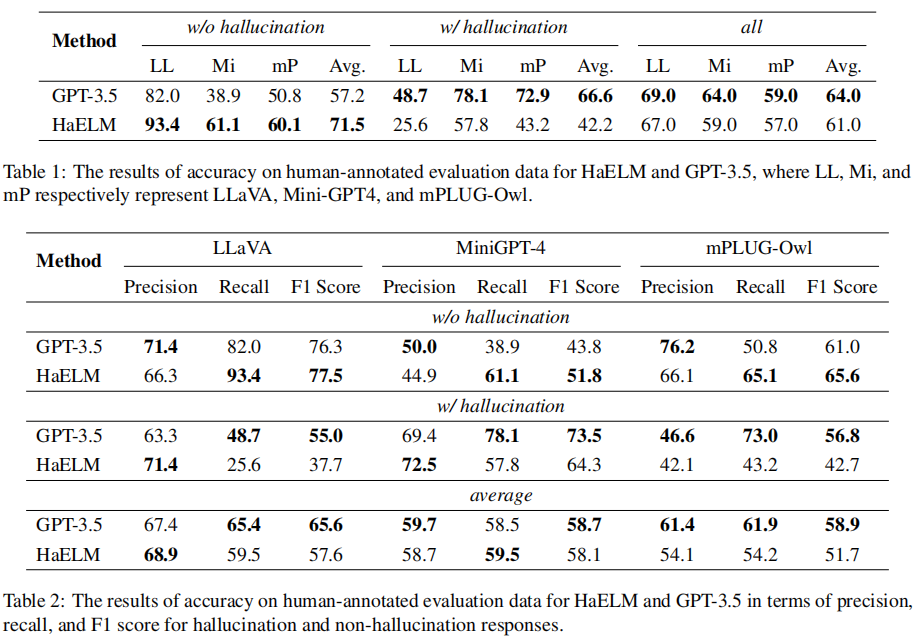 Method w/o hallucination w/ hallucination all
LL Mi mP Avg. LL Mi mP Avg. LL Mi mP Avg.
GPT-3.5 82.0 38.9 50.8 57.2 48.7 78.1 72.9 66.6 69.0 64.0 59.0 64.0
HaELM 93.4 61.1 60.1 71.5 25.6 57.8 43.2 42.2 67.0 59.0 57.0 61.0
Table 1: The results of accuracy on human-annotated evaluation data for HaELM and GPT-3.5, where LL, Mi, and
mP respectively represent LLaVA, Mini-GPT4, and mPLUG-Owl.
Method LLaVA MiniGPT-4 mPLUG-Owl
Precision Recall F1 Score Precision Recall F1 Score Precision Recall F1 Score
w/o hallucination
GPT-3.5 71.4 82.0 76.3 50.0 38.9 43.8 76.2 50.8 61.0
HaELM 66.3 93.4 77.5 44.9 61.1 51.8 66.1 65.1 65.6
w/ hallucination
GPT-3.5 63.3 48.7 55.0 69.4 78.1 73.5 46.6 73.0 56.8
HaELM 71.4 25.6 37.7 72.5 57.8 64.3 42.1 43.2 42.7
average
GPT-3.5 67.4 65.4 65.6 59.7 58.5 58.7 61.4 61.9 58.9
HaELM 68.9 59.5 57.6 58.7 59.5 58.1 54.1 54.2 51.7
Table 2: The results of accuracy on human-annotated evaluation data for HaELM and GPT-3.5 in terms of precision,
recall, and F1 score for hallucination and non-hallucination responses.